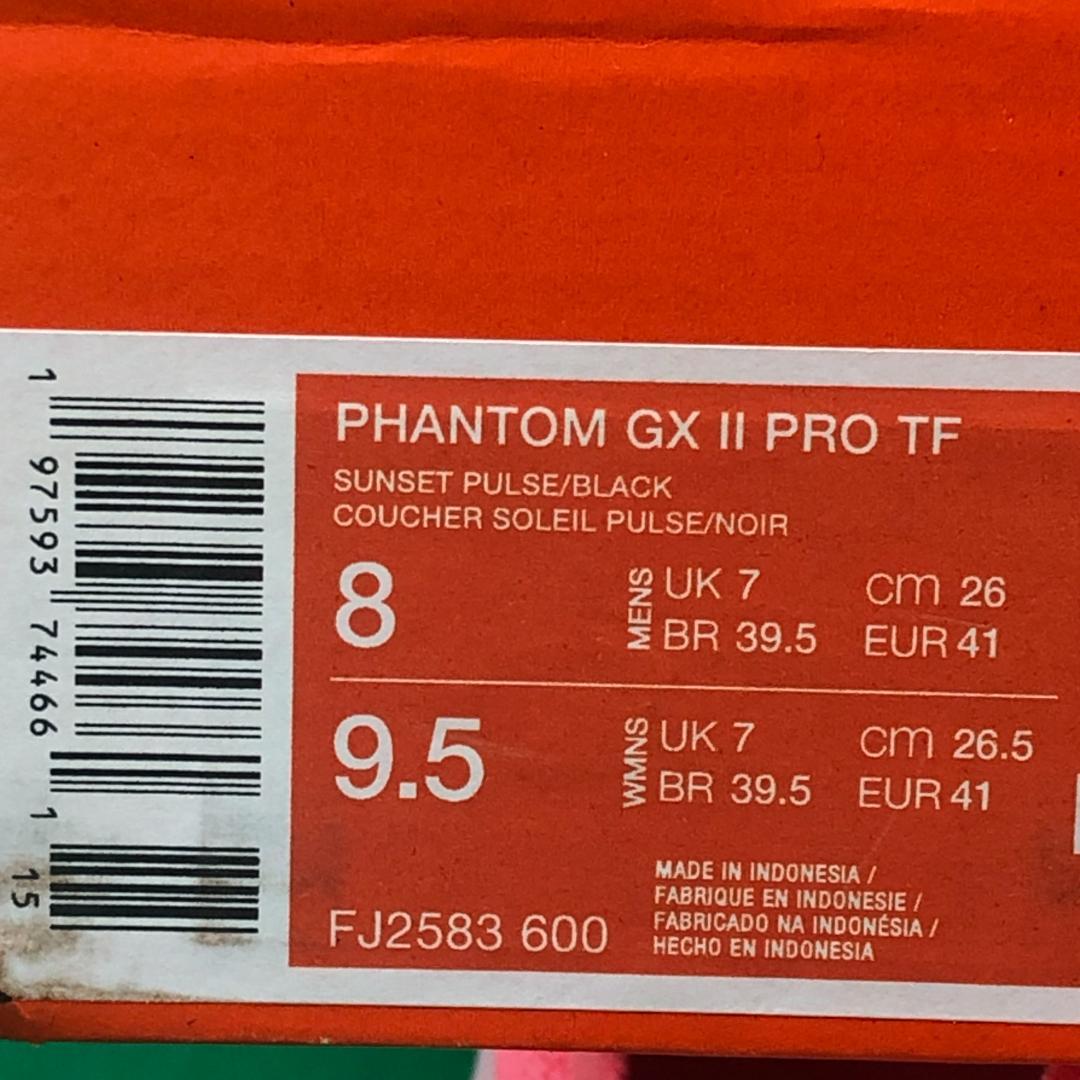 1 97593 74466 1 15
PHANTOM GX II PRO TF
SUNSET PULSE/BLACK
COUCHER SOLEIL PULSE/NOIR
8
MENS
UK 7 cm 26
BR 39.5 EUR 41
9.5
WMNS
UK 7 cm 26.5
BR 39.5 EUR 41
FJ2583 600
MADE IN INDONESIA /
FABRIQUE EN INDONESIE /
FABRICADO NA INDONÉSIA /
HECHO EN INDONESIA